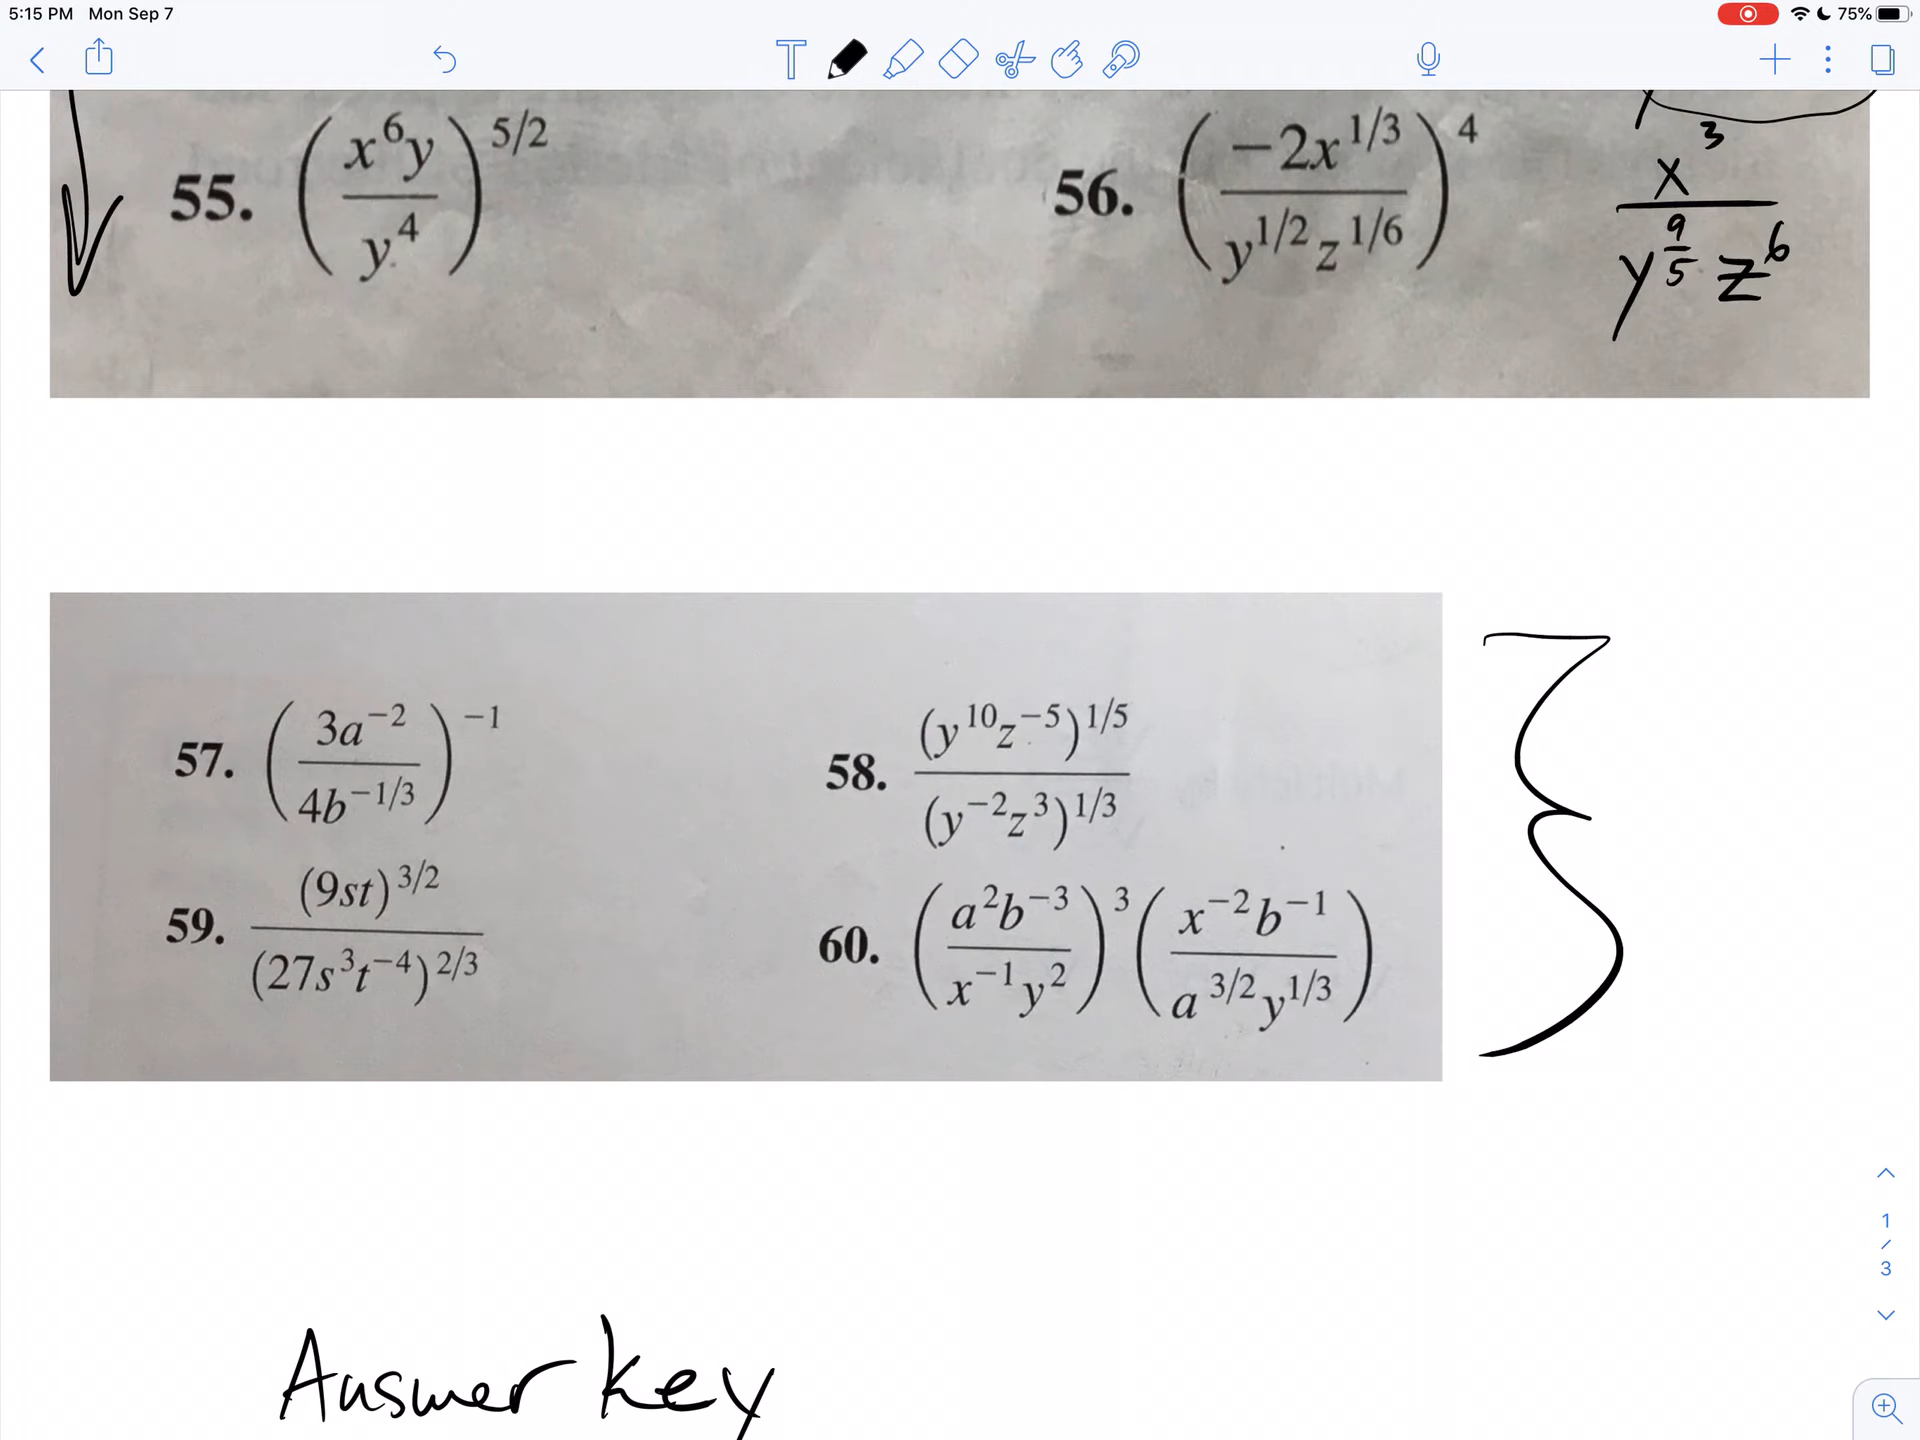 5:15 PM Mon Sep 7
75%
55. (x^6y / y^4)^5/2
56. (−2x^1/3 / y^1/2 z^1/6)^4
x^3 / y^9/5 z^6
57. (3a^−2 / 4b^−1/3)^−1
58. (y^10z^−5)^1/5 / (y^−2z^3)^1/3
59. (9st)^3/2 / (27s^3t^−4)^2/3
60. (a^2b^−3 / x^−1y^2)^3 (x^−2b^−1 / a^3/2y^1/3)
1
/
3
Answer key